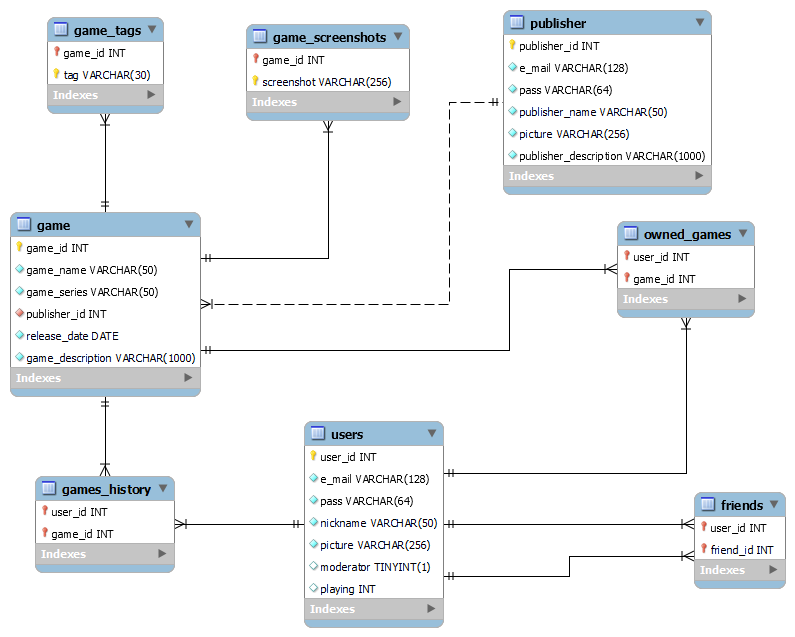 game_tags
game_id INT
tag VARCHAR(30)
Indexes
game_screenshots
game_id INT
screenshot VARCHAR(256)
Indexes
publisher
publisher_id INT
e_mail VARCHAR(128)
pass VARCHAR(64)
publisher_name VARCHAR(50)
picture VARCHAR(256)
publisher_description VARCHAR(1000)
Indexes
game
game_id INT
game_name VARCHAR(50)
game_series VARCHAR(50)
publisher_id INT
release_date DATE
game_description VARCHAR(1000)
Indexes
owned_games
user_id INT
game_id INT
Indexes
games_history
user_id INT
game_id INT
Indexes
users
user_id INT
e_mail VARCHAR(128)
pass VARCHAR(64)
nickname VARCHAR(50)
picture VARCHAR(256)
moderator TINYINT(1)
playing INT
Indexes
friends
user_id INT
friend_id INT
Indexes